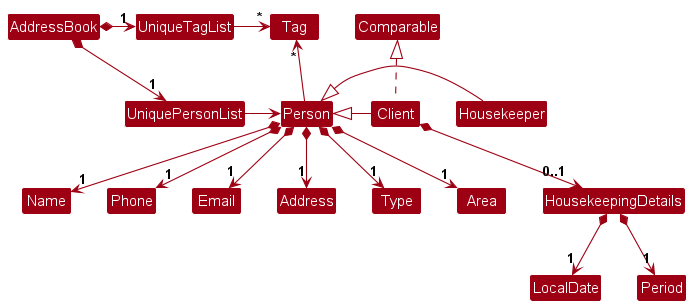 AddressBook
1
UniqueTagList
*
Tag
Comparable
*
1
UniquePersonList
Person
Client
Housekeeper
1
1
1
1
1
1
0..1
Name
Phone
Email
Address
Type
Area
HousekeepingDetails
1
1
LocalDate
Period